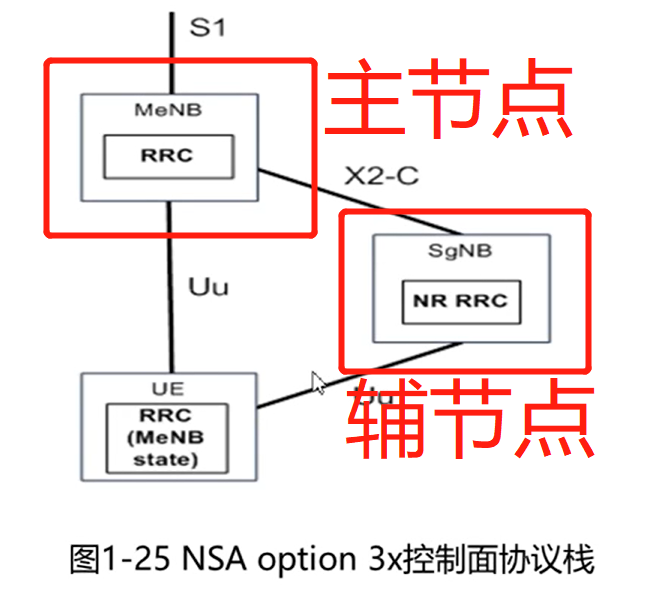 S1
MeNB
主节点
RRC
X2-C
SgNB
Uu
NR RRC
UE
Uu
辅节点
RRC
(MeNB
state)
图1-25 NSA option 3x控制面协议栈